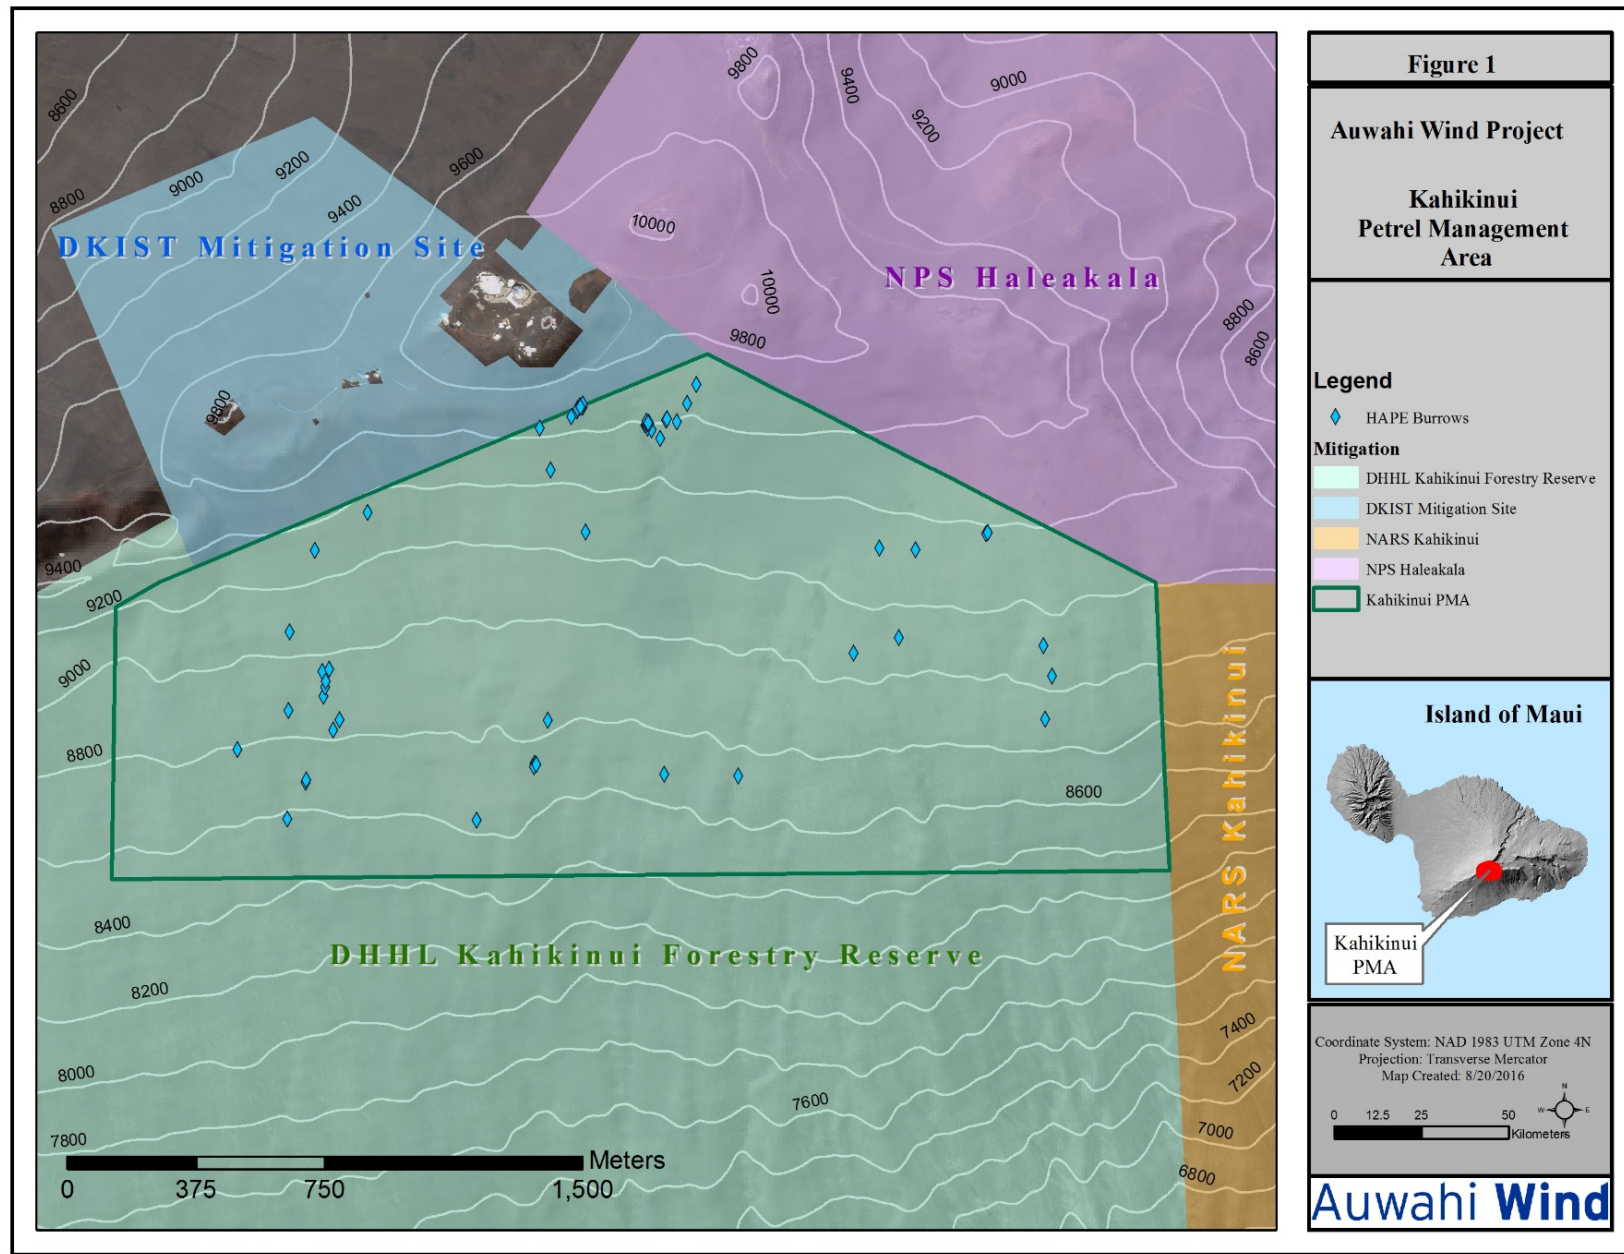 9800
9400
9000
8600
9200
9200
9600
9000
8800
9400
10000
DKIST Mitigation Site
NPS Haleakala
10000
8800
9800
8600
9800
9400
9200
9000
8800
8600
NARS Kahikinui
8400
DHHL Kahikinui Forestry Reserve
8200
7400
8000
7200
7600
7800
7000
6800
Meters
0 375 750 1,500
Figure 1
Auwahi Wind Project
Kahikinui
Petrel Management
Area
Legend
HAPE Burrows
Mitigation
DHHL Kahikinui Forestry Reserve
DKIST Mitigation Site
NARS Kahikinui
NPS Haleakala
Kahikinui PMA
Island of Maui
Kahikinui
PMA
Coordinate System: NAD 1983 UTM Zone 4N
Projection: Transverse Mercator
Map Created: 8/20/2016
N
W E
S
0 12.5 25 50
Kilometers
Auwahi Wind